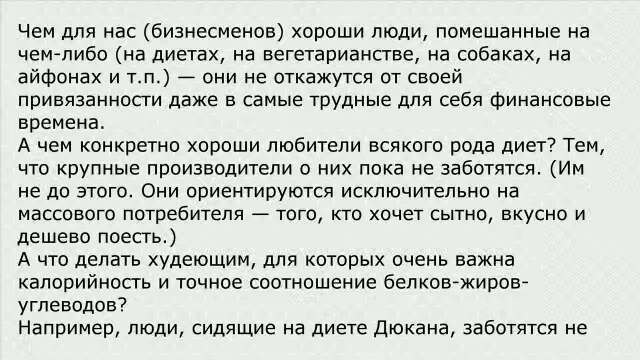 Чем для нас (бизнесменов) хороши люди, помешанные на
чем-либо (на диетах, на вегетарианстве, на собаках, на
айфонах и т.п.) — они не откажутся от своей
привязанности даже в самые трудные для себя финансовые
времена.
А чем конкретно хороши любители всякого рода диет? Тем,
что крупные производители о них пока не заботятся. (Им
не до этого. Они ориентируются исключительно на
массового потребителя — того, кто хочет сытно, вкусно и
дешево поесть.)
А что делать худеющим, для которых очень важна
калорийность и точное соотношение белков-жиров-
углеводов?
Например, люди, сидящие на диете Дюкана, заботятся не